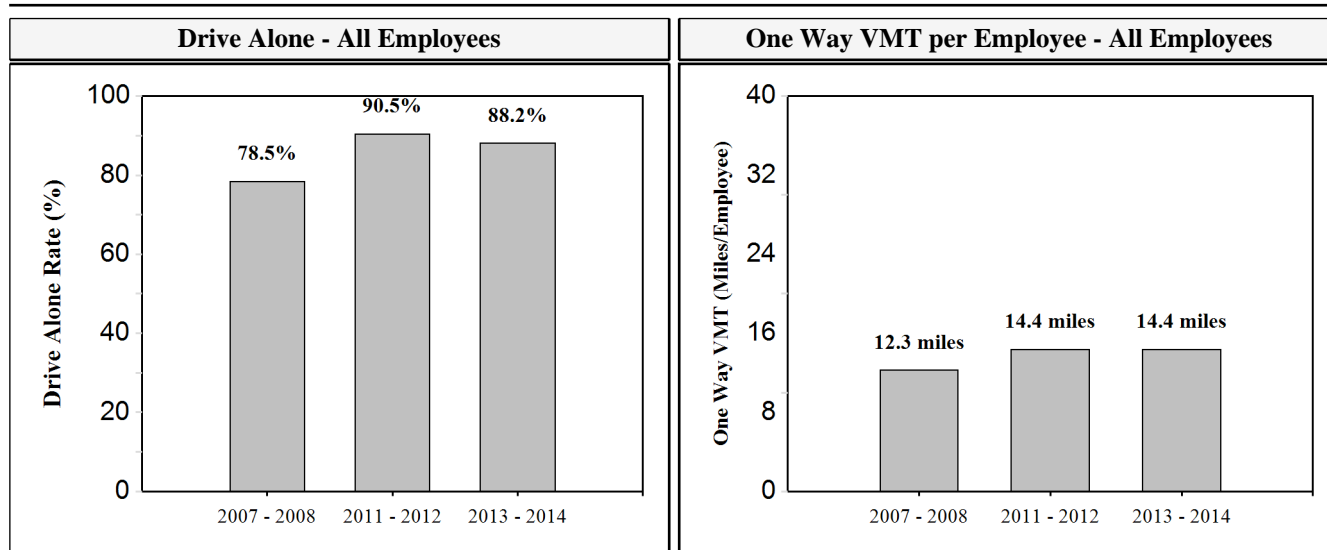 Drive Alone - All Employees
100
80
60
40
20
0
Drive Alone Rate (%)
78.5%
90.5%
88.2%
2007 - 2008
2011 - 2012
2013 - 2014
One Way VMT per Employee - All Employees
40
32
24
16
8
0
One Way VMT (Miles/Employee)
12.3 miles
14.4 miles
14.4 miles
2007 - 2008
2011 - 2012
2013 - 2014